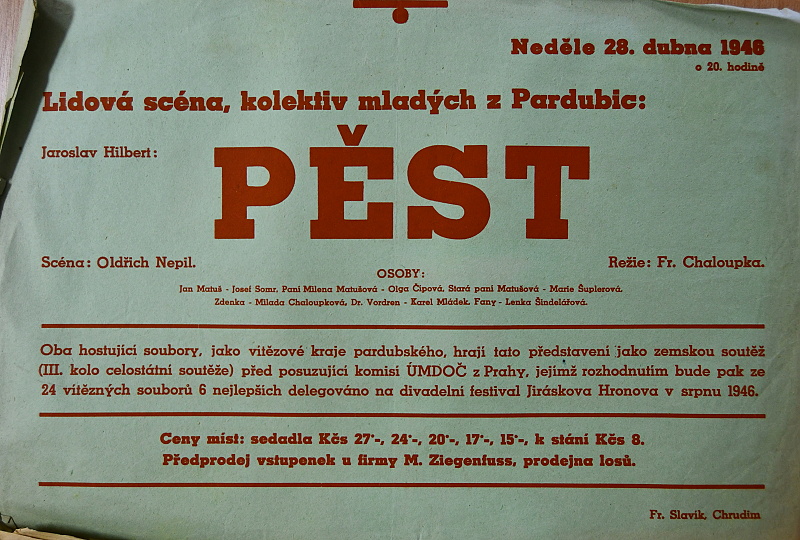 Neděle 28. dubna 1946
o 20. hodině
Lidová scéna, kolektiv mladých z Pardubic:
Jaroslav Hilbert:
PĚST
Scéna: Oldřich Nepil.
Režie: Fr. Chaloupka.
OSOBY:
Jan Matuš - Josef Somr, Paní Milena Matušová - Olga Čipová, Stará paní Matušová - Marie Šuplerová,
Zdenka - Milada Chaloupková, Dr. Vordren - Karel Mládek, Fany - Lenka Šindelářová.
Oba hostující soubory, jako vítězové kraje pardubského, hrají tato představení jako zemskou soutěž
(III. kolo celostátní soutěže) před posuzující komisí ÚMDOČ z Prahy, jejímž rozhodnutím bude pak ze
24 vítězných souborů 6 nejlepších delegováno na divadelní festival Jiráskova Hronova v srpnu 1946.
Ceny míst: sedadla Kčs 27·-, 24·-, 20·-, 17·-, 15·-, k stání Kčs 8.
Předprodej vstupenek u firmy M. Ziegenfuss, prodejna losů.
Fr. Slavík, Chrudim